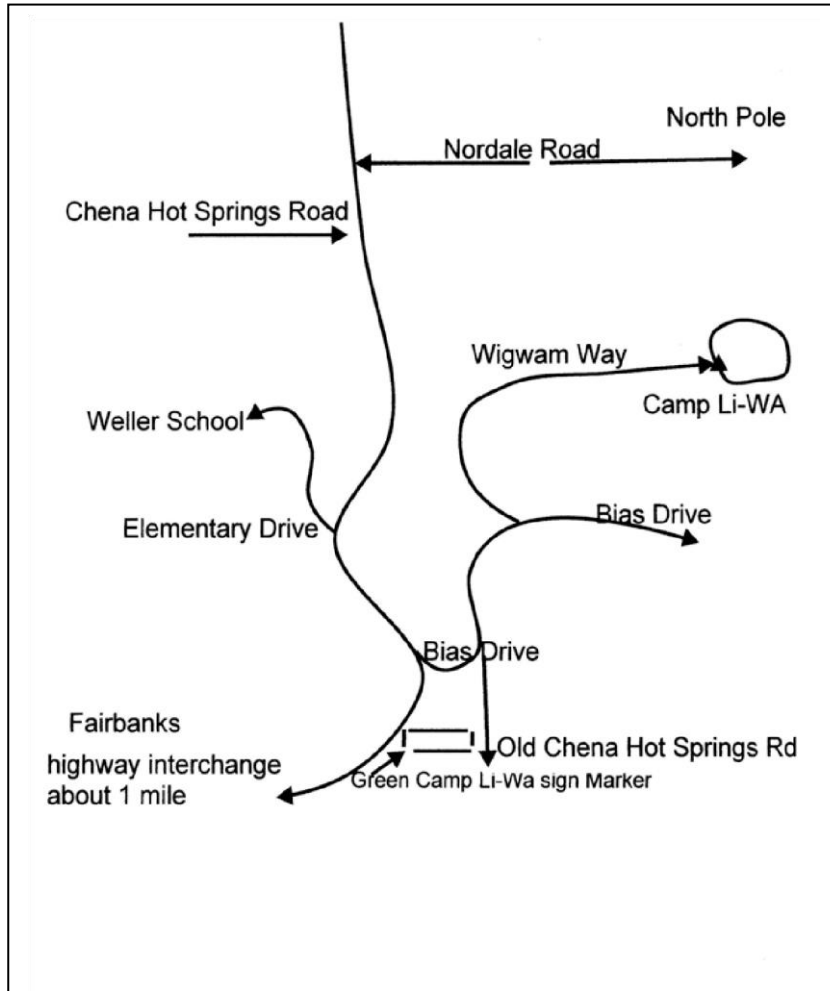 North Pole
Nordale Road
Chena Hot Springs Road
Wigwam Way
Camp Li-WA
Weller School
Bias Drive
Elementary Drive
Bias Drive
Fairbanks
highway interchange
about 1 mile
Old Chena Hot Springs Rd
Green Camp Li-Wa sign Marker